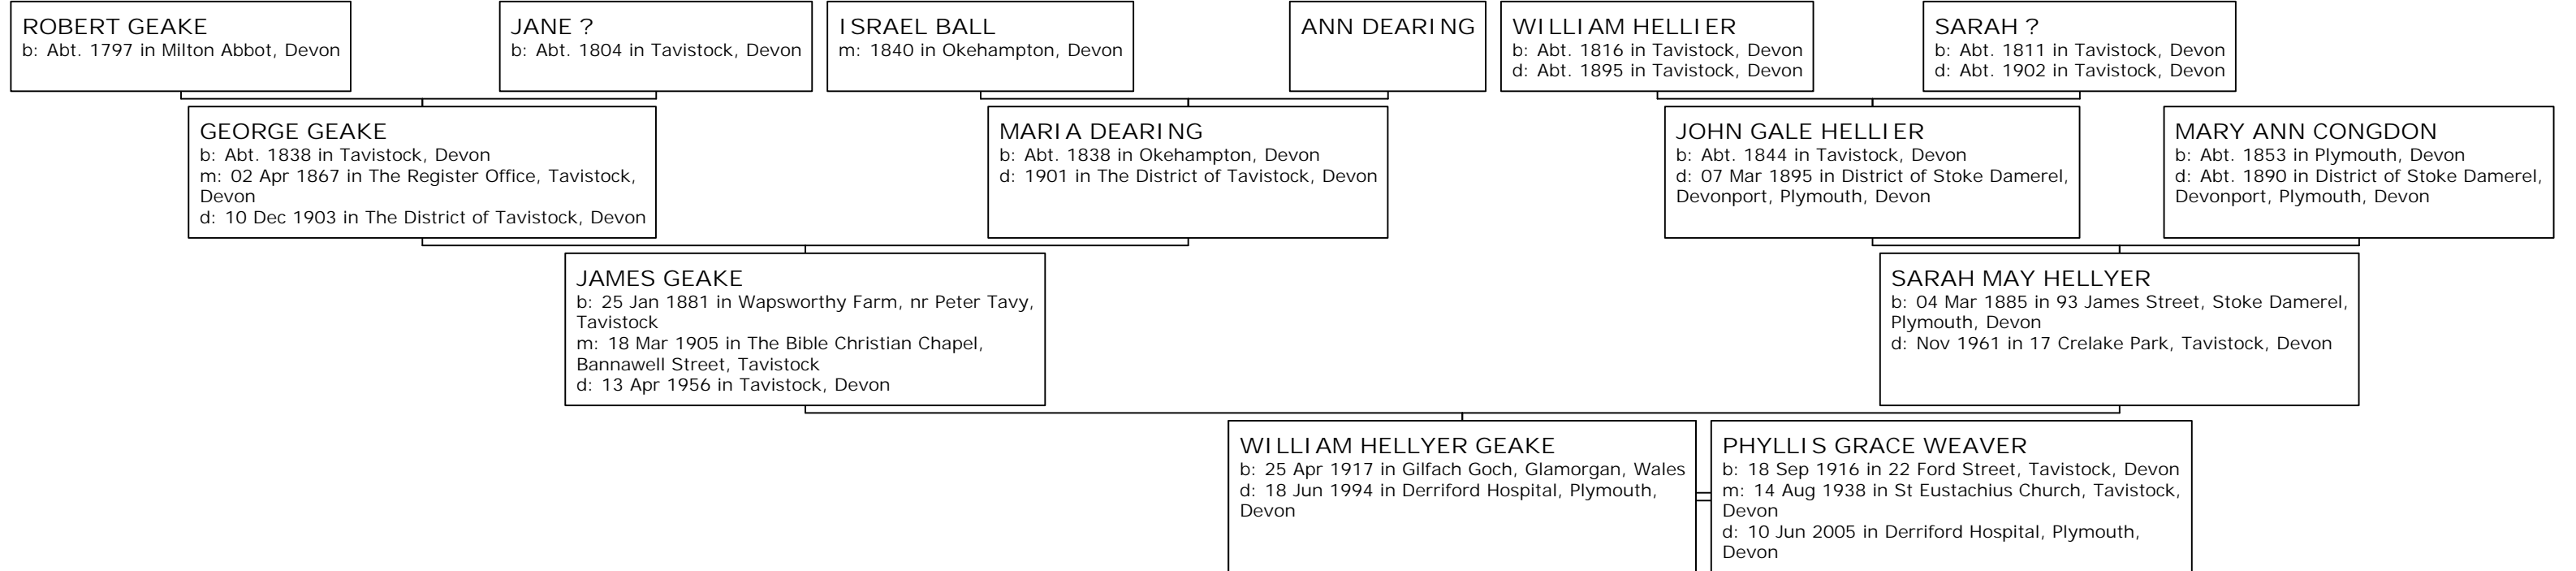 ROBERT GEAKE
b: Abt. 1797 in Milton Abbot, Devon
JANE ?
b: Abt. 1804 in Tavistock, Devon
ISRAEL BALL
m: 1840 in Okehampton, Devon
ANN DEARING
WILLIAM HELLIER
b: Abt. 1816 in Tavistock, Devon
d: Abt. 1895 in Tavistock, Devon
SARAH ?
b: Abt. 1811 in Tavistock, Devon
d: Abt. 1902 in Tavistock, Devon
GEORGE GEAKE
b: Abt. 1838 in Tavistock, Devon
m: 02 Apr 1867 in The Register Office, Tavistock,
Devon
d: 10 Dec 1903 in The District of Tavistock, Devon
MARIA DEARING
b: Abt. 1838 in Okehampton, Devon
d: 1901 in The District of Tavistock, Devon
JOHN GALE HELLIER
b: Abt. 1844 in Tavistock, Devon
d: 07 Mar 1895 in District of Stoke Damerel,
Devonport, Plymouth, Devon
MARY ANN CONGDON
b: Abt. 1853 in Plymouth, Devon
d: Abt. 1890 in District of Stoke Damerel,
Devonport, Plymouth, Devon
JAMES GEAKE
b: 25 Jan 1881 in Wapsworthy Farm, nr Peter Tavy,
Tavistock
m: 18 Mar 1905 in The Bible Christian Chapel,
Bannawell Street, Tavistock
d: 13 Apr 1956 in Tavistock, Devon
SARAH MAY HELLYER
b: 04 Mar 1885 in 93 James Street, Stoke Damerel,
Plymouth, Devon
d: Nov 1961 in 17 Crelake Park, Tavistock, Devon
WILLIAM HELLYER GEAKE
b: 25 Apr 1917 in Gilfach Goch, Glamorgan, Wales
d: 18 Jun 1994 in Derriford Hospital, Plymouth,
Devon
PHYLLIS GRACE WEAVER
b: 18 Sep 1916 in 22 Ford Street, Tavistock, Devon
m: 14 Aug 1938 in St Eustachius Church, Tavistock,
Devon
d: 10 Jun 2005 in Derriford Hospital, Plymouth,
Devon